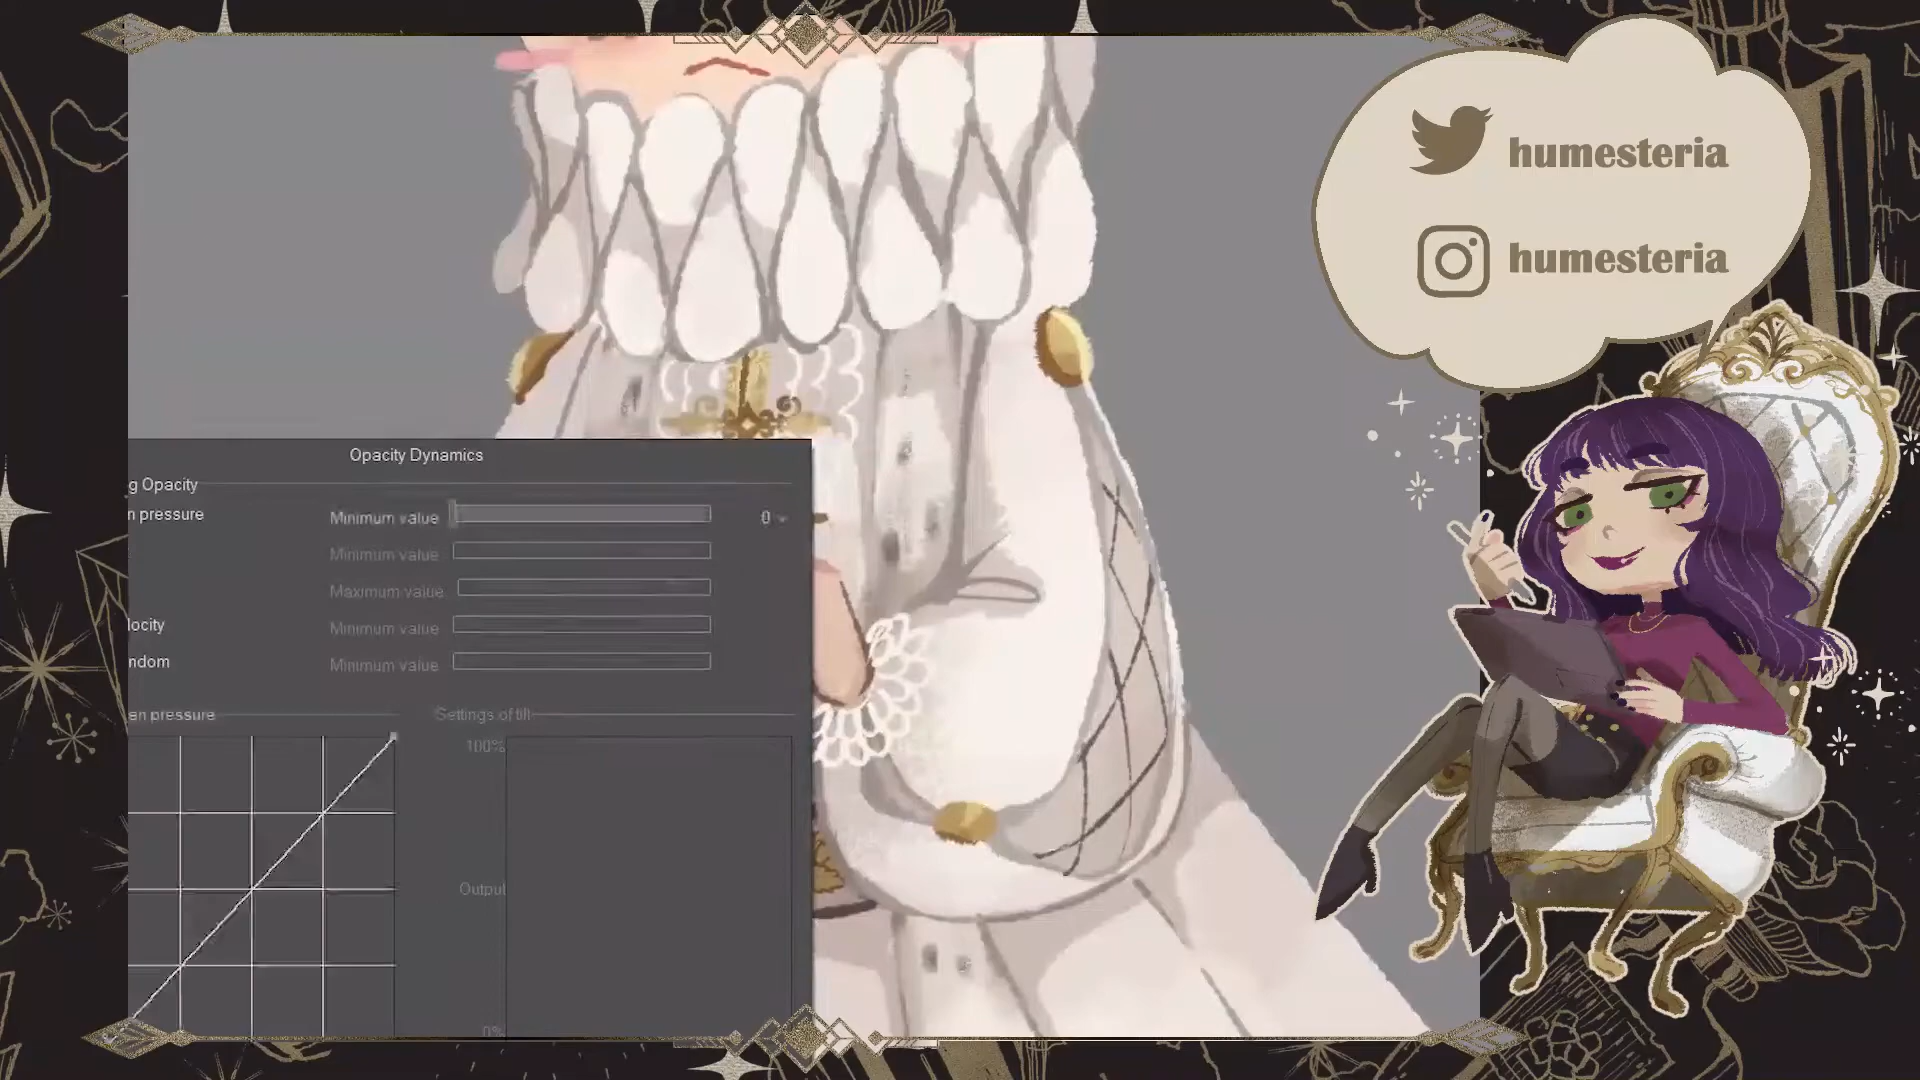 humesteria
humesteria
Opacity Dynamics
g Opacity
n pressure
Minimum value
0
Minimum value
Maximum value
locity
Minimum value
ndom
Minimum value
en pressure
Settings of tilt
100%
Output
0%